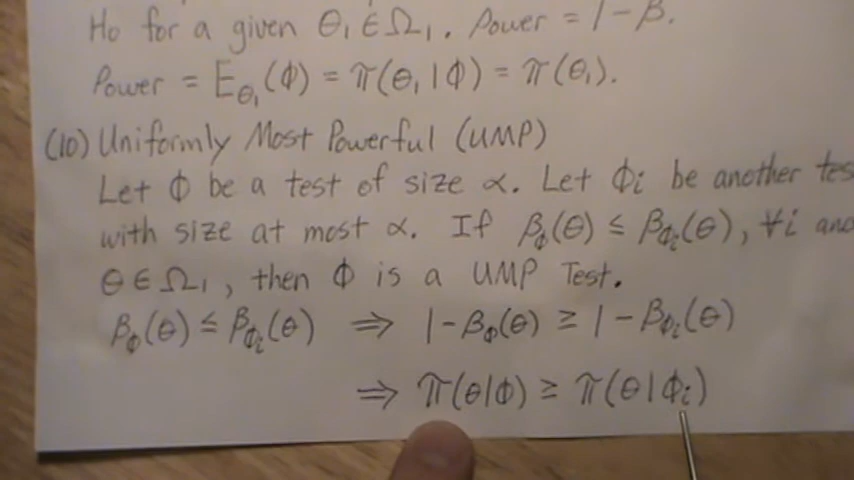 Ho for a given θ₁ ∈ Ω₁. Power = 1 - β.
Power = E_θ₁(Φ) = π(θ₁|Φ) = π(θ₁).
(10) Uniformly Most Powerful (UMP)
Let Φ be a test of size α. Let Φi be another tes
with size at most α. If β_Φ(θ) ≤ β_Φi(θ), ∀i and
θ ∈ Ω₁, then Φ is a UMP Test.
β_Φ(θ) ≤ β_Φi(θ) ⇒ 1-β_Φ(θ) ≥ 1-β_Φi(θ)
⇒ π(θ|Φ) ≥ π(θ|Φi)